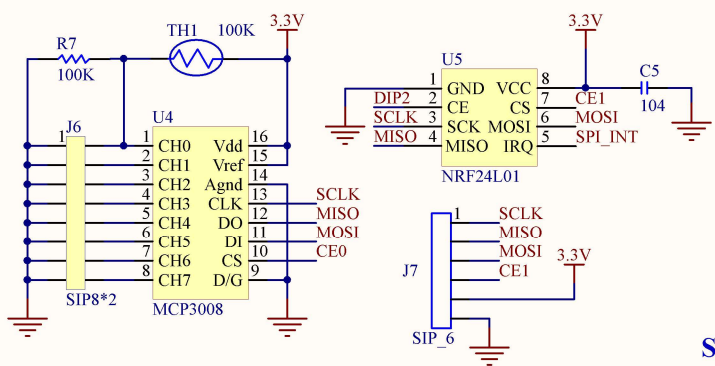 R7
100K
TH1 100K
3.3V
J6
1
U4
1 CH0 Vdd 16
2 CH1 Vref 15
3 CH2 Agnd 14
4 CH3 CLK 13 SCLK
5 CH4 DO 12 MISO
6 CH5 DI 11 MOSI
7 CH6 CS 10 CE0
8 CH7 D/G 9
SIP8*2
MCP3008
3.3V
U5
1 GND VCC 8
DIP2 2 CE CS 7 CE1
SCLK 3 SCK MOSI 6 MOSI
MISO 4 MISO IRQ 5 SPI_INT
NRF24L01
C5
104
1 SCLK
MISO
MOSI
CE1
J7
3.3V
SIP_6
S